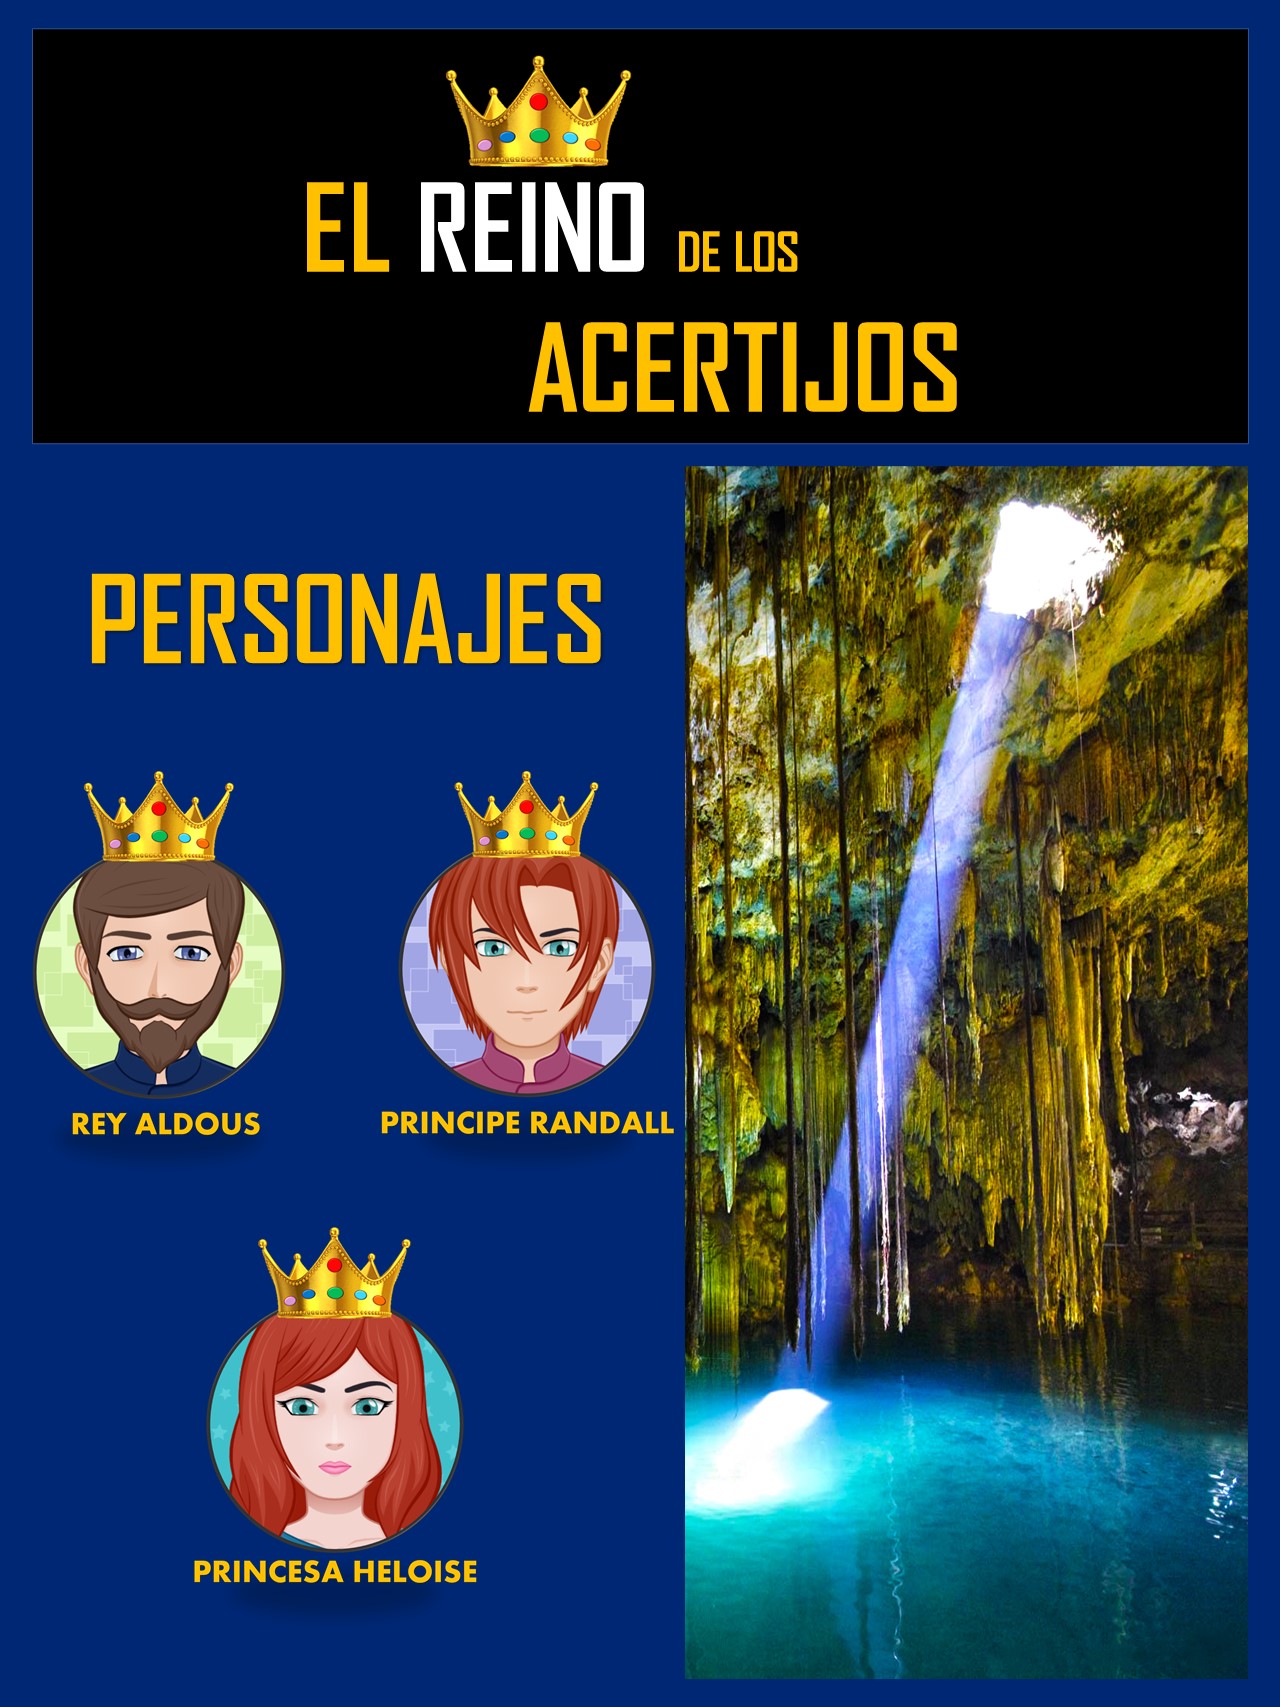 EL REINO DE LOS
ACERTIJOS
PERSONAJES
REY ALDOUS
PRINCIPE RANDALL
PRINCESA HELOISE